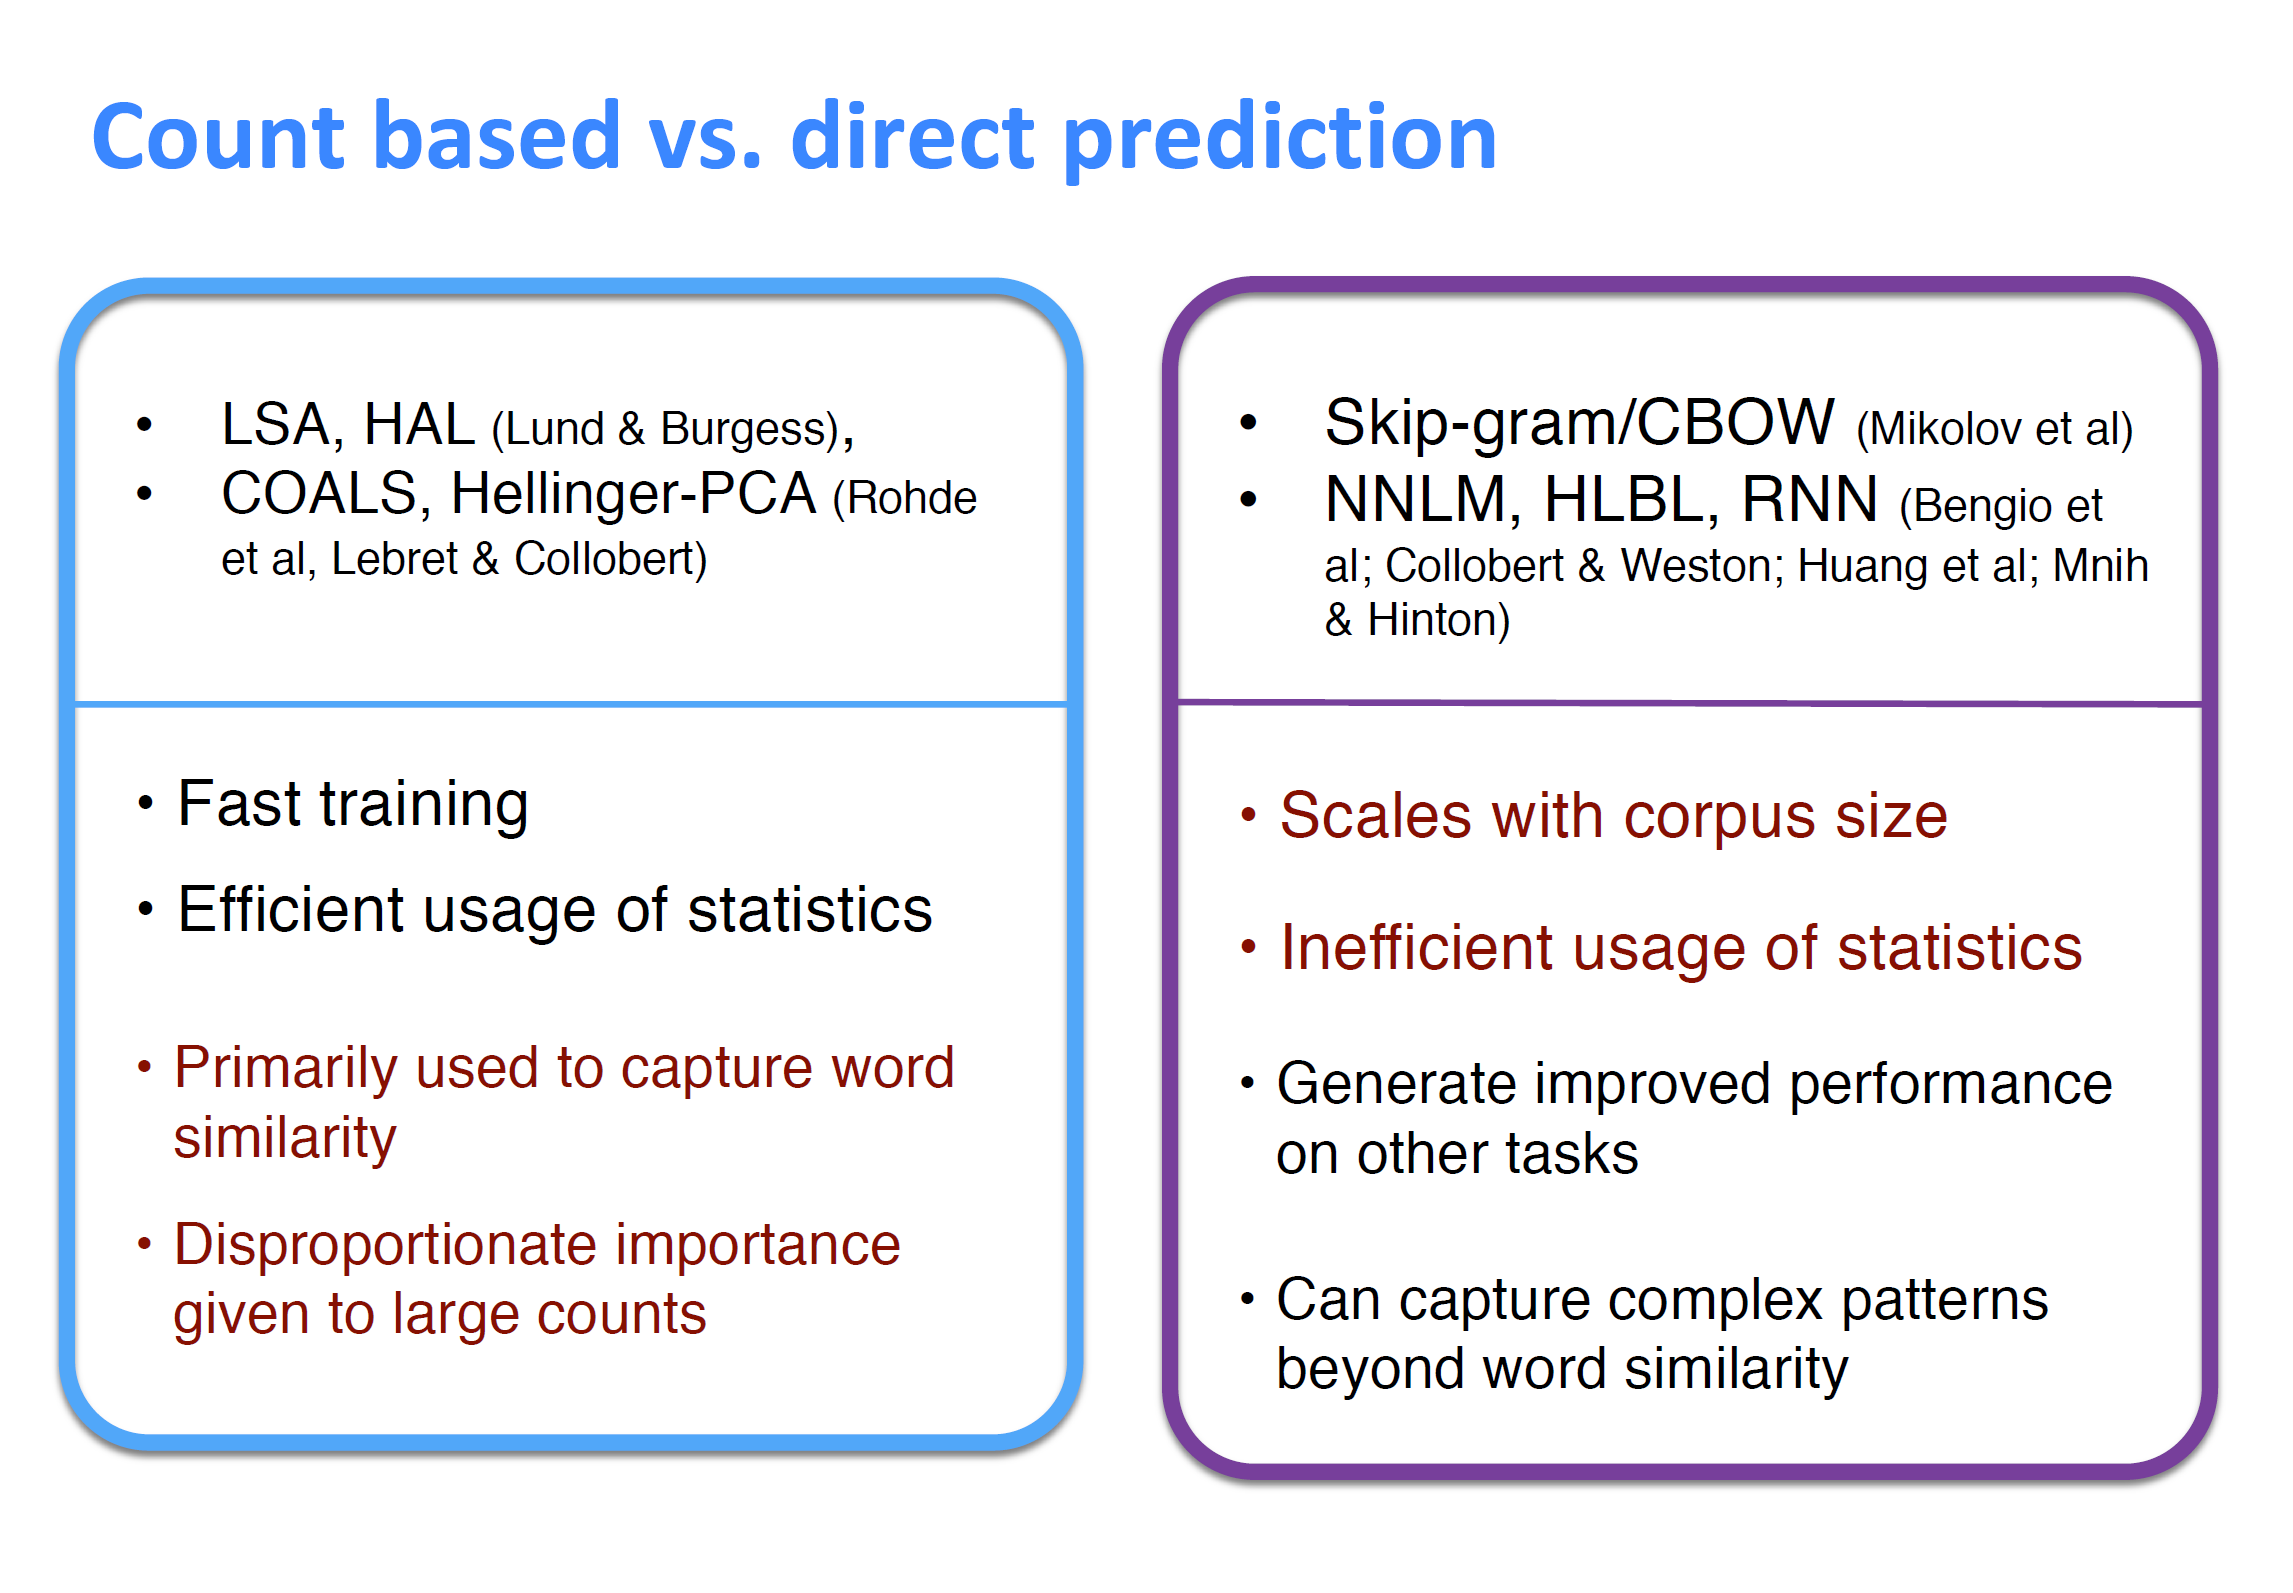 Count based vs. direct prediction
• LSA, HAL (Lund & Burgess),
• COALS, Hellinger-PCA (Rohde
et al, Lebret & Collobert)
• Fast training
• Efficient usage of statistics
• Primarily used to capture word
similarity
• Disproportionate importance
given to large counts
• Skip-gram/CBOW (Mikolov et al)
• NNLM, HLBL, RNN (Bengio et
al; Collobert & Weston; Huang et al; Mnih
& Hinton)
• Scales with corpus size
• Inefficient usage of statistics
• Generate improved performance
on other tasks
• Can capture complex patterns
beyond word similarity